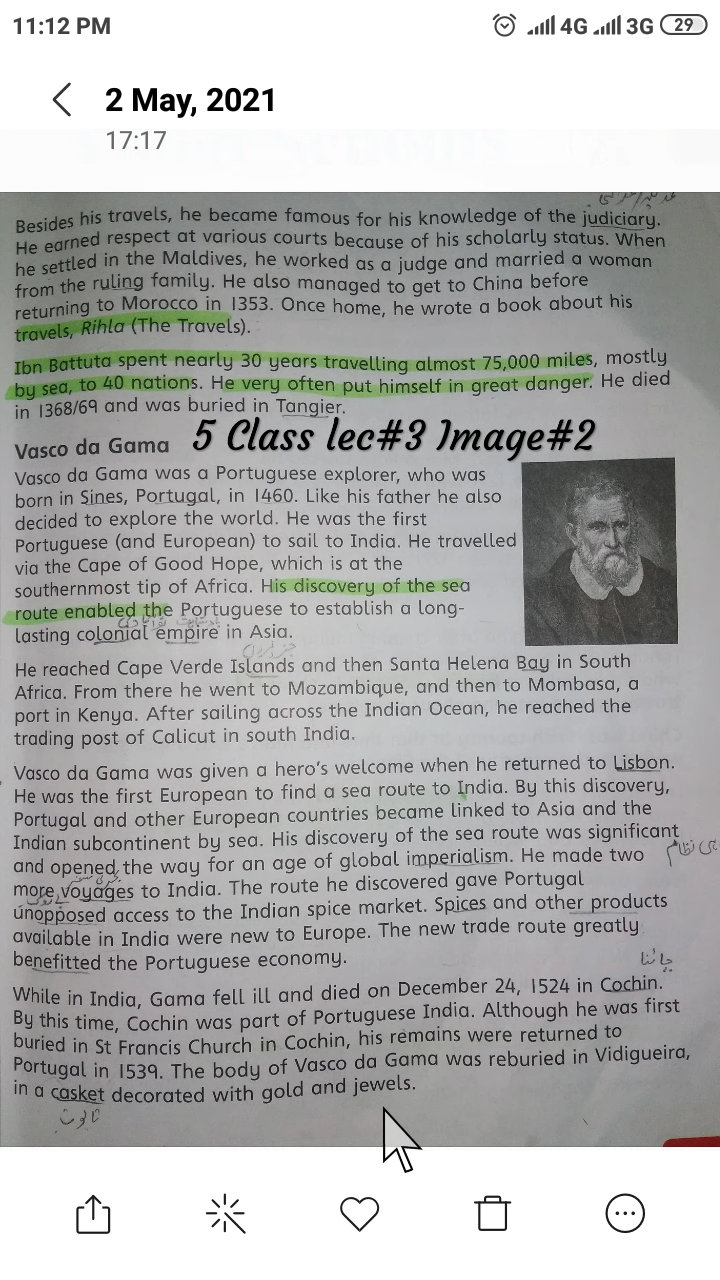 11:12 PM
4G 3G 29
2 May, 2021
17:17
Besides his travels, he became famous for his knowledge of the judiciary.
He earned respect at various courts because of his scholarly status. When
he settled in the Maldives, he worked as a judge and married a woman
from the ruling family. He also managed to get to China before
returning to Morocco in 1353. Once home, he wrote a book about his
travels, Rihla (The Travels).
Ibn Battuta spent nearly 30 years travelling almost 75,000 miles, mostly
by sea, to 40 nations. He very often put himself in great danger. He died
in 1368/69 and was buried in Tangier.
5 Class lec#3 Image#2
Vasco da Gama
Vasco da Gama was a Portuguese explorer, who was
born in Sines, Portugal, in 1460. Like his father he also
decided to explore the world. He was the first
Portuguese (and European) to sail to India. He travelled
via the Cape of Good Hope, which is at the
southernmost tip of Africa. His discovery of the sea
route enabled the Portuguese to establish a long-
lasting colonial empire in Asia.
He reached Cape Verde Islands and then Santa Helena Bay in South
Africa. From there he went to Mozambique, and then to Mombasa, a
port in Kenya. After sailing across the Indian Ocean, he reached the
trading post of Calicut in south India.
Vasco da Gama was given a hero's welcome when he returned to Lisbon.
He was the first European to find a sea route to India. By this discovery,
Portugal and other European countries became linked to Asia and the
Indian subcontinent by sea. His discovery of the sea route was significant
and opened the way for an age of global imperialism. He made two
more voyages to India. The route he discovered gave Portugal
unopposed access to the Indian spice market. Spices and other products
available in India were new to Europe. The new trade route greatly
benefitted the Portuguese economy.
While in India, Gama fell ill and died on December 24, 1524 in Cochin.
By this time, Cochin was part of Portuguese India. Although he was first
buried in St Francis Church in Cochin, his remains were returned to
Portugal in 1539. The body of Vasco da Gama was reburied in Vidigueira,
in a casket decorated with gold and jewels.
تابوت